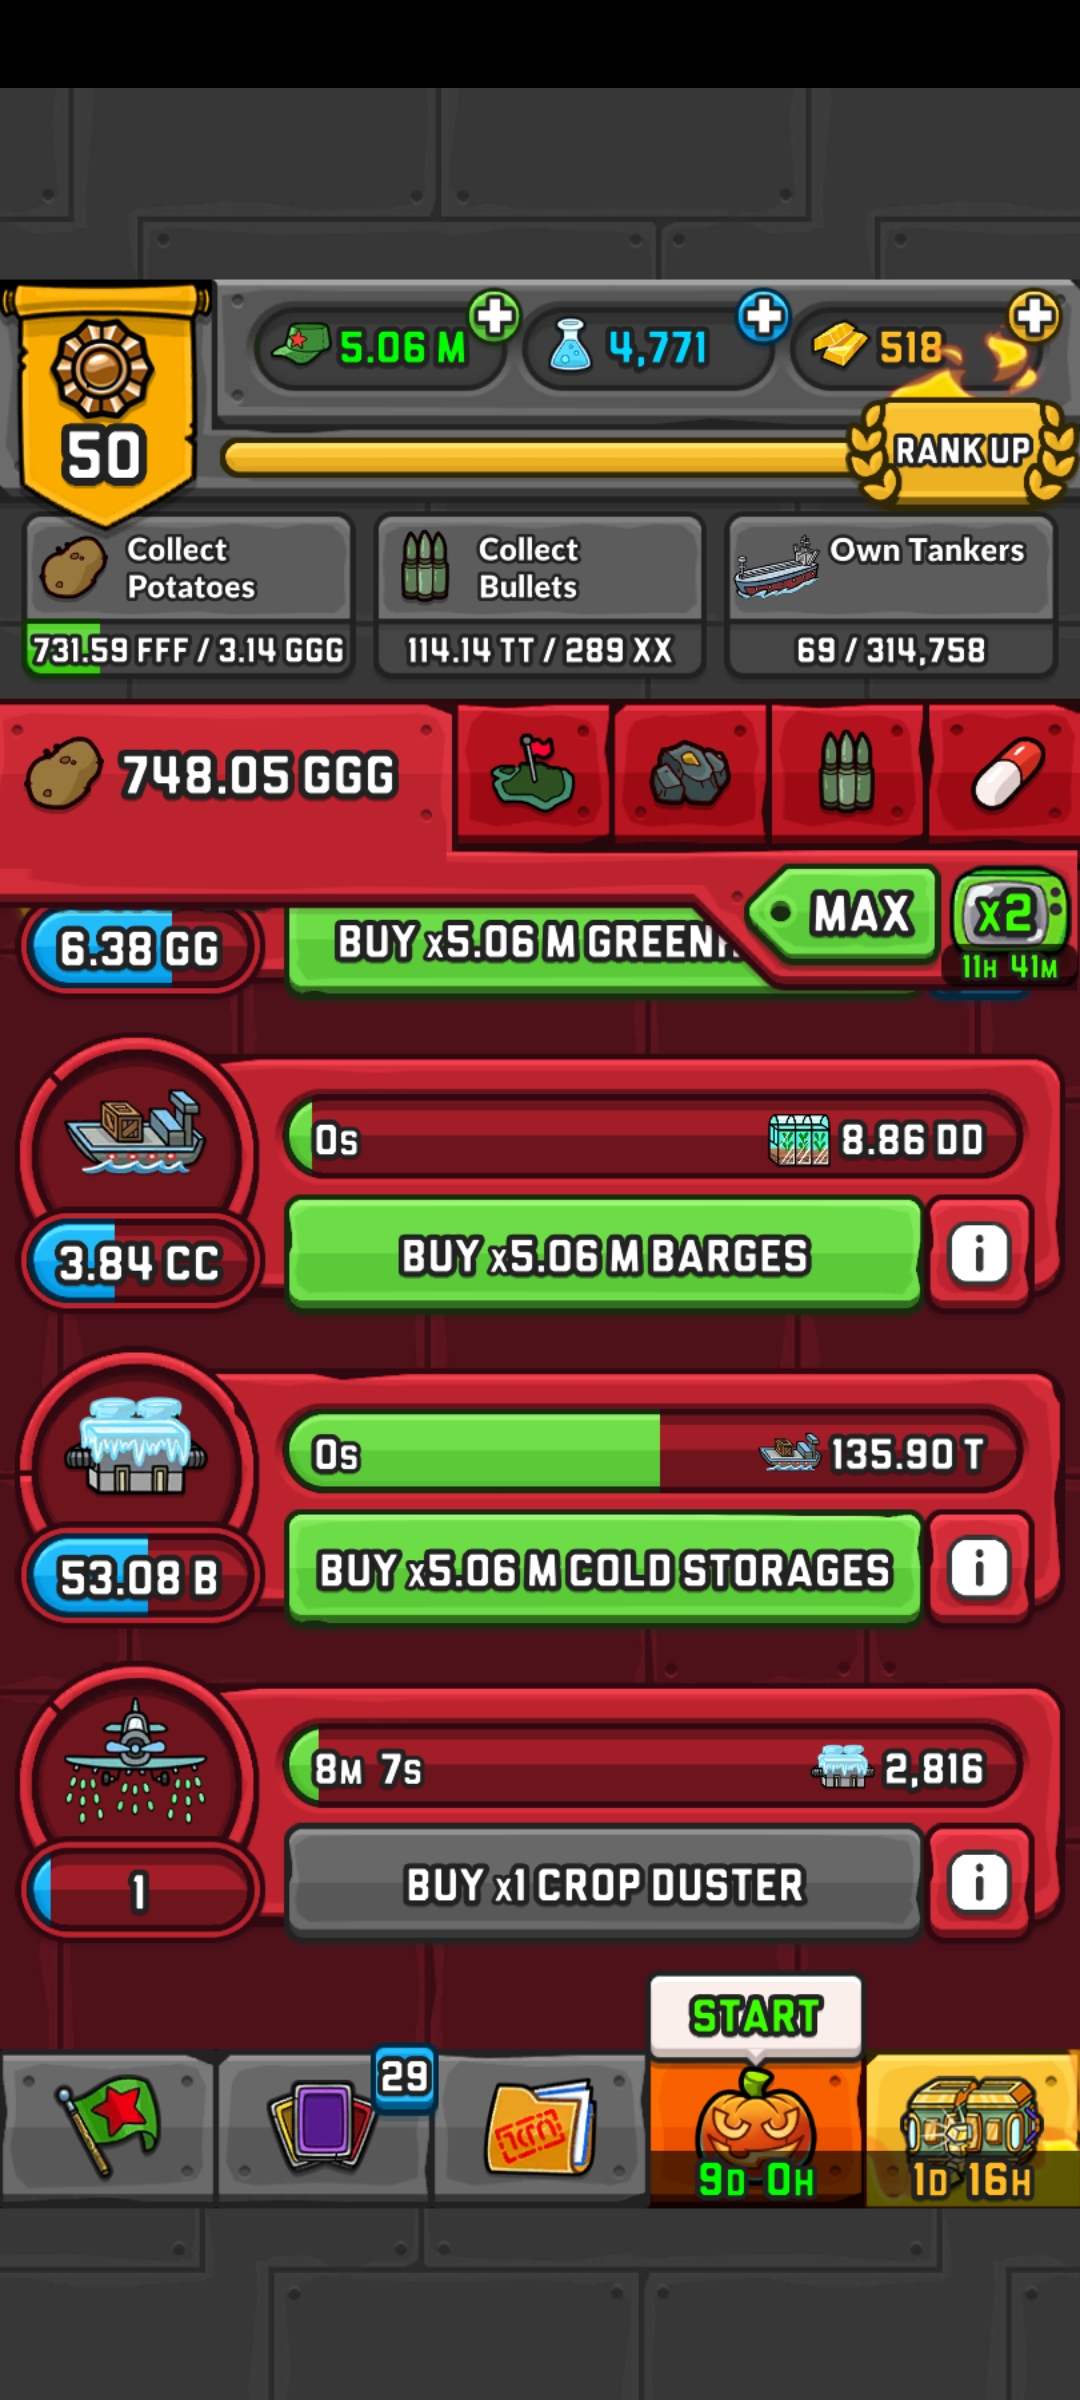 5.06 M
4,771
518
50
RANK UP
Collect Potatoes
731.59 FFF / 3.14 GGG
Collect Bullets
114.14 TT / 289 XX
Own Tankers
69 / 314,758
748.05 GGG
MAX
x2
11H 41M
6.38 GG
BUY x5.06 M
0s
8.86 DD
3.84 CC
BUY x5.06 M BARGES
0s
135.90 T
53.08 B
BUY x5.06 M COLD STORAGES
8M 7s
2,816
1
BUY x1 CROP DUSTER
START
29
9D 0H
1D 16H